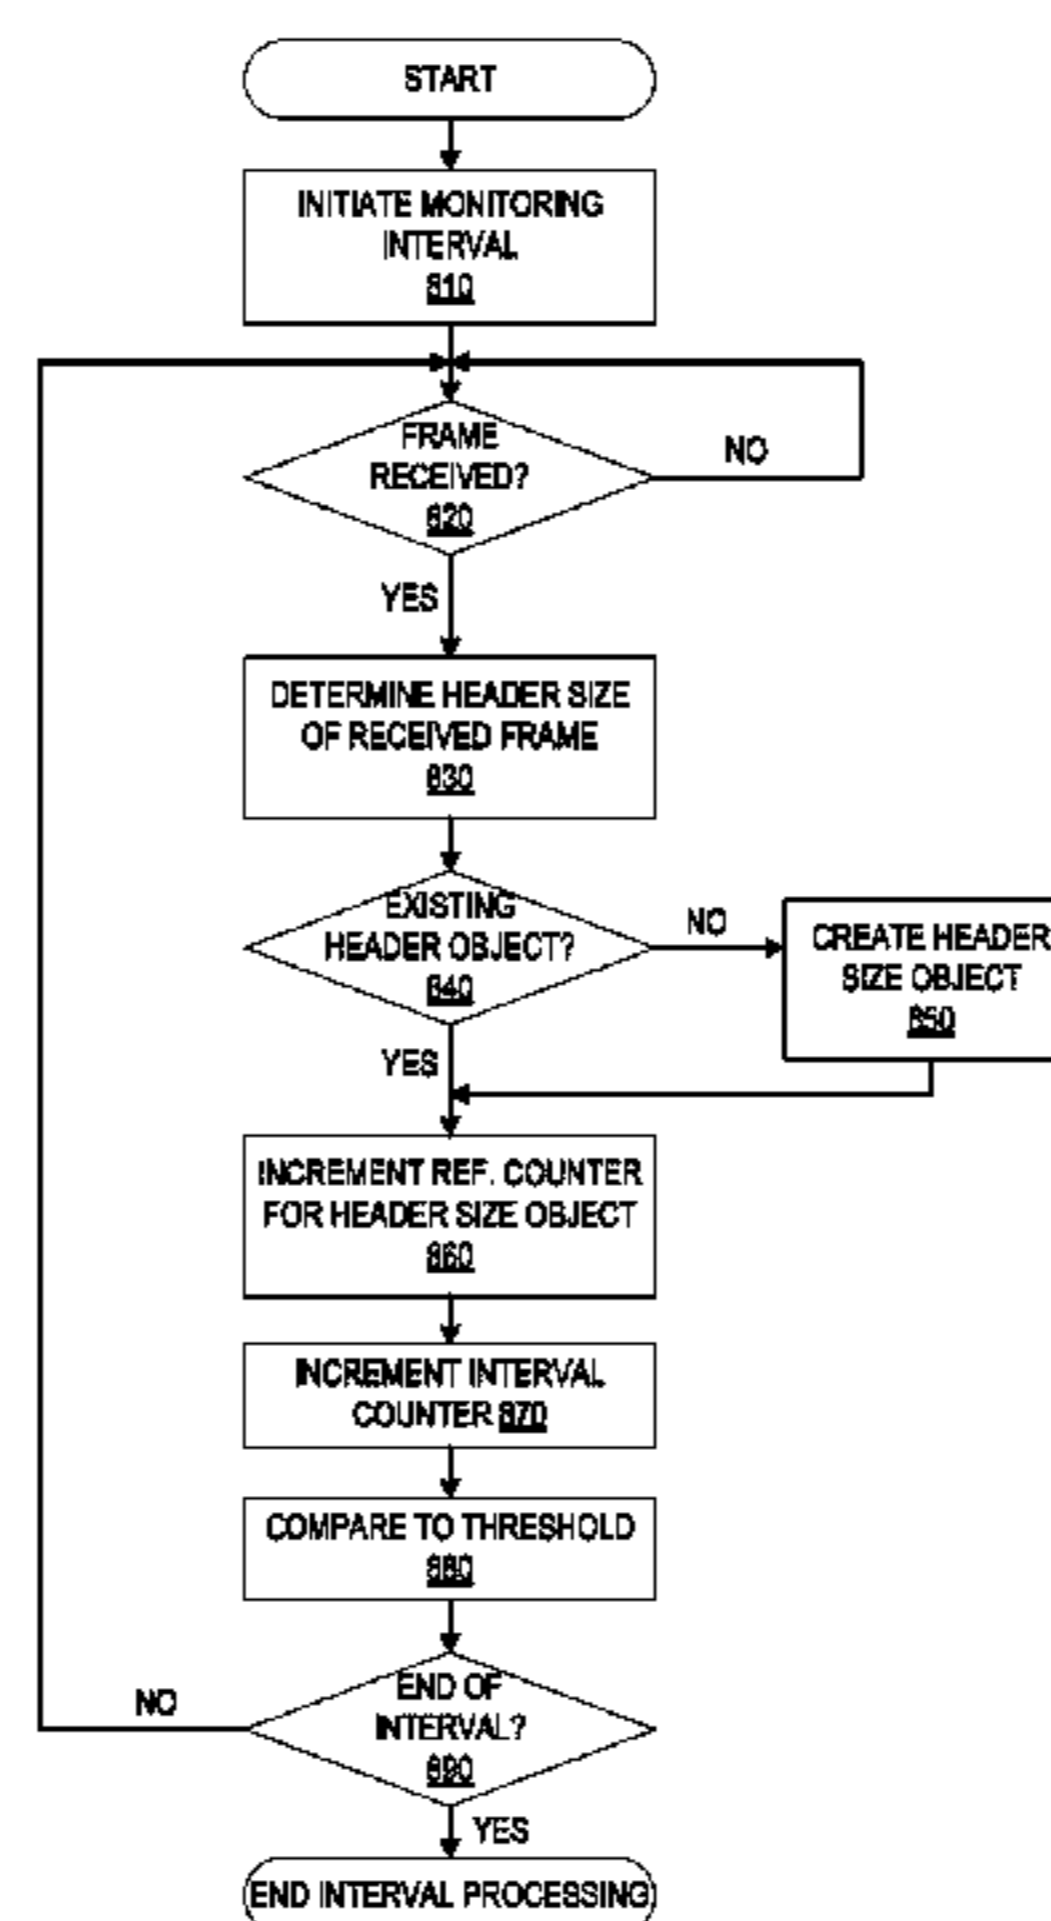 START
INITIATE MONITORING
INTERVAL
810
FRAME
RECEIVED?
820
NO
YES
DETERMINE HEADER SIZE
OF RECEIVED FRAME
830
EXISTING
HEADER OBJECT?
840
NO
CREATE HEADER
SIZE OBJECT
850
YES
INCREMENT REF. COUNTER
FOR HEADER SIZE OBJECT
860
INCREMENT INTERVAL
COUNTER 870
COMPARE TO THRESHOLD
880
END OF
INTERVAL?
890
NO
YES
END INTERVAL PROCESSING